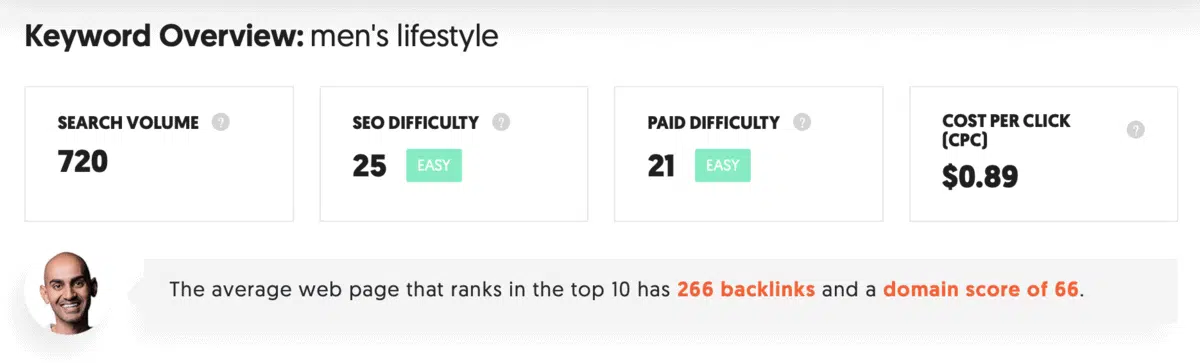 Keyword Overview: men's lifestyle
SEARCH VOLUME ?
720
SEO DIFFICULTY ?
25 EASY
PAID DIFFICULTY ?
21 EASY
COST PER CLICK
(CPC) ?
$0.89
The average web page that ranks in the top 10 has 266 backlinks and a domain score of 66.